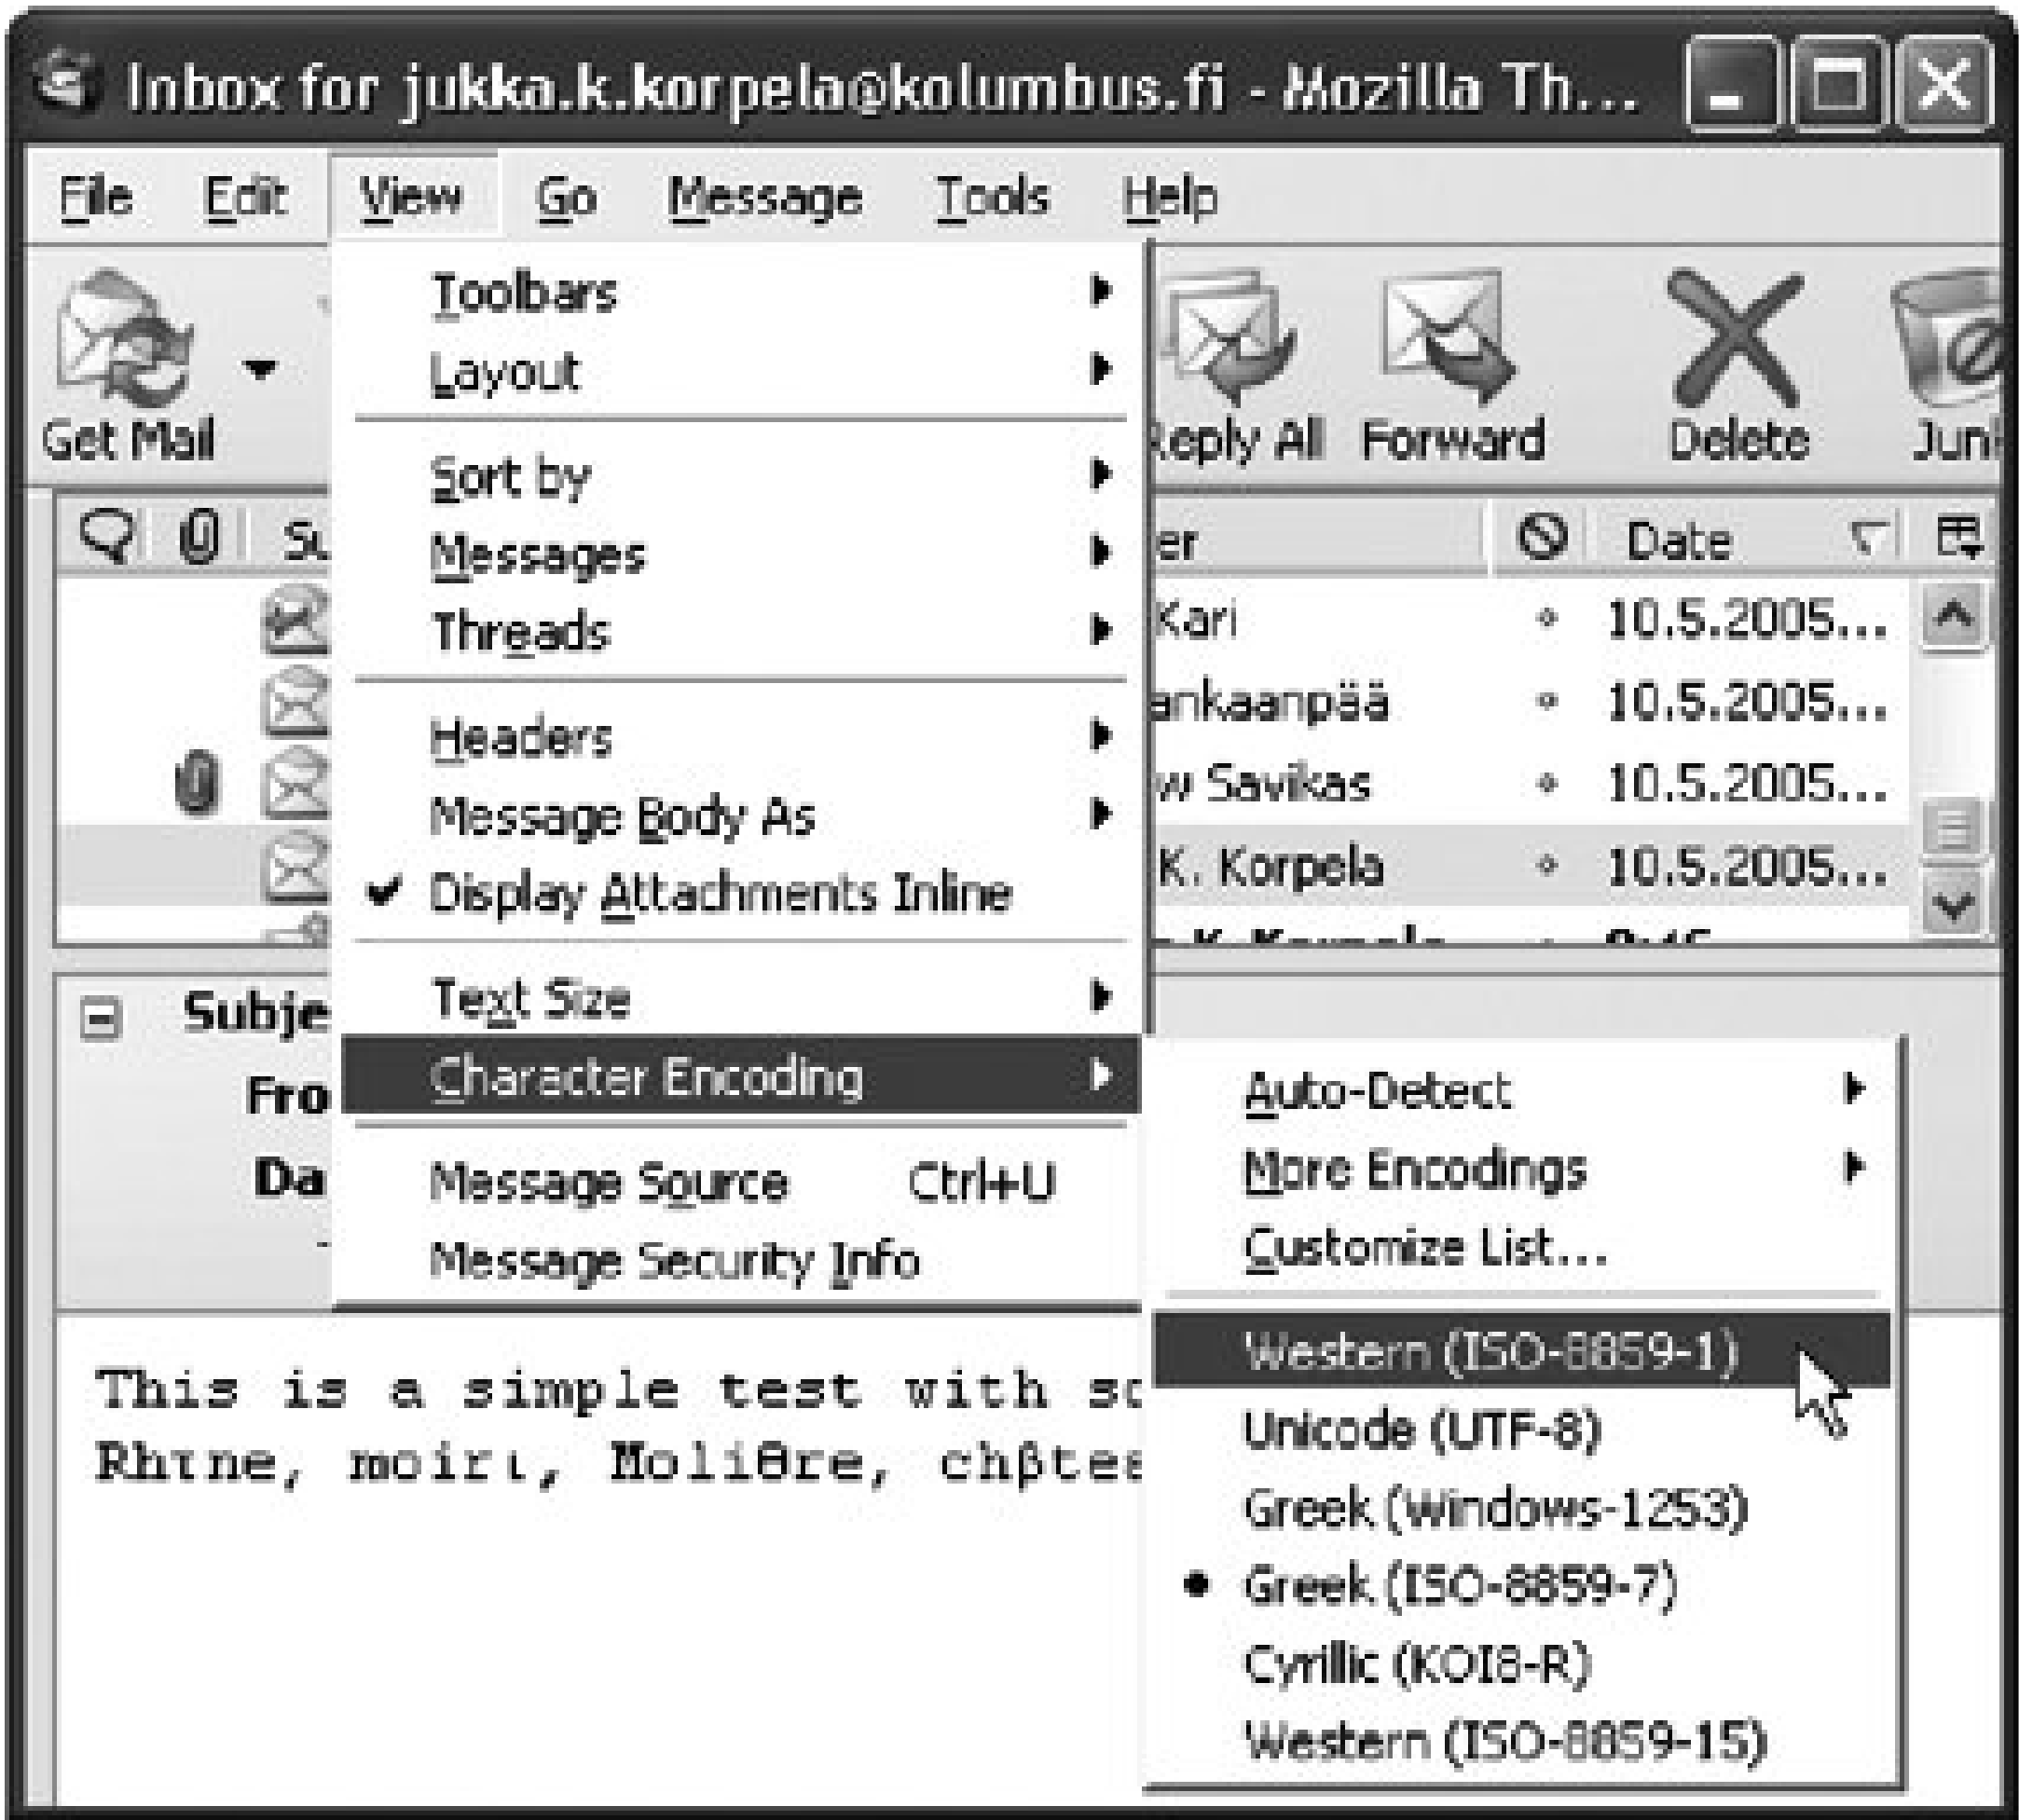 Inbox for jukka.k.korpela@kolumbus.fi - Mozilla Th...
File Edit View Go Message Tools Help
Toolbars
Layout
Get Mail Reply All Forward Delete Junk
Sort by
Su er Date
Messages
Kari 10.5.2005...
Threads
ankaanpää 10.5.2005...
Headers
w Savikas 10.5.2005...
Message Body As
K. Korpela 10.5.2005...
Display Attachments Inline
Text Size
Subje
Character Encoding
Fro
Auto-Detect
More Encodings
Da
Message Source Ctrl+U
Customize List...
Message Security Info
Western (ISO-8859-1)
This is a simple test with so
Unicode (UTF-8)
Rhτne, moirι, Moliθre, chβtea
Greek (Windows-1253)
Greek (ISO-8859-7)
Cyrillic (KOI8-R)
Western (ISO-8859-15)